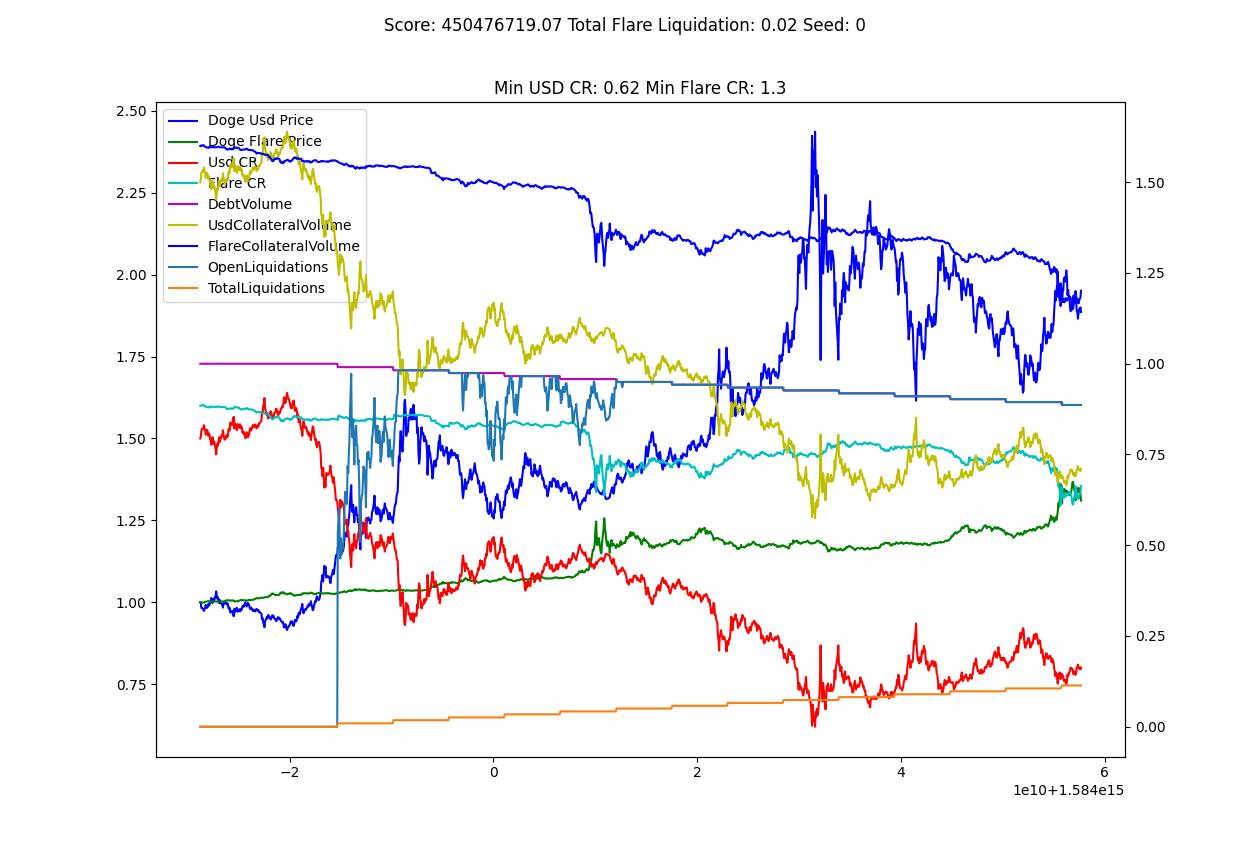 Score: 450476719.07 Total Flare Liquidation: 0.02 Seed: 0
Min USD CR: 0.62 Min Flare CR: 1.3
Doge Usd Price
Doge Flare Price
Usd CR
Flare CR
DebtVolume
UsdCollateralVolume
FlareCollateralVolume
OpenLiquidations
TotalLiquidations
2.50
2.25
2.00
1.75
1.50
1.25
1.00
0.75
1.50
1.25
1.00
0.75
0.50
0.25
0.00
−2
0
2
4
6
1e10+1.584e15